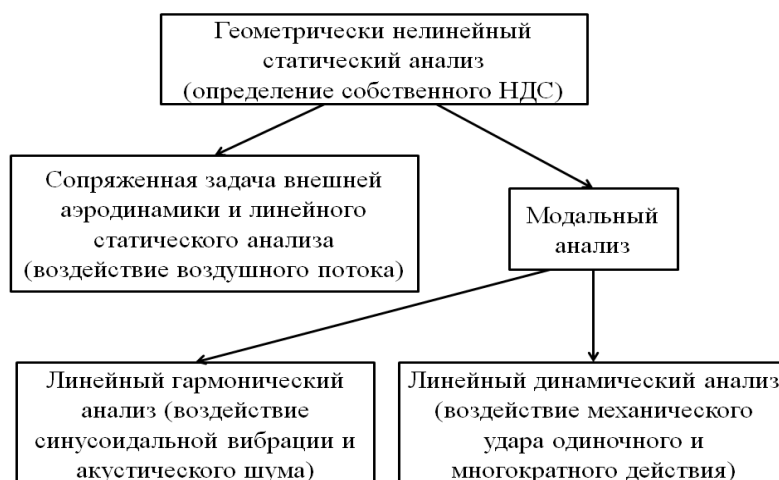 Геометрически нелинейный
статический анализ
(определение собственного НДС)
Сопряженная задача внешней
аэродинамики и линейного
статического анализа
(воздействие воздушного потока)
Модальный
анализ
Линейный гармонический
анализ (воздействие
синусоидальной вибрации и
акустического шума)
Линейный динамический анализ
(воздействие механического
удара одиночного и
многократного действия)